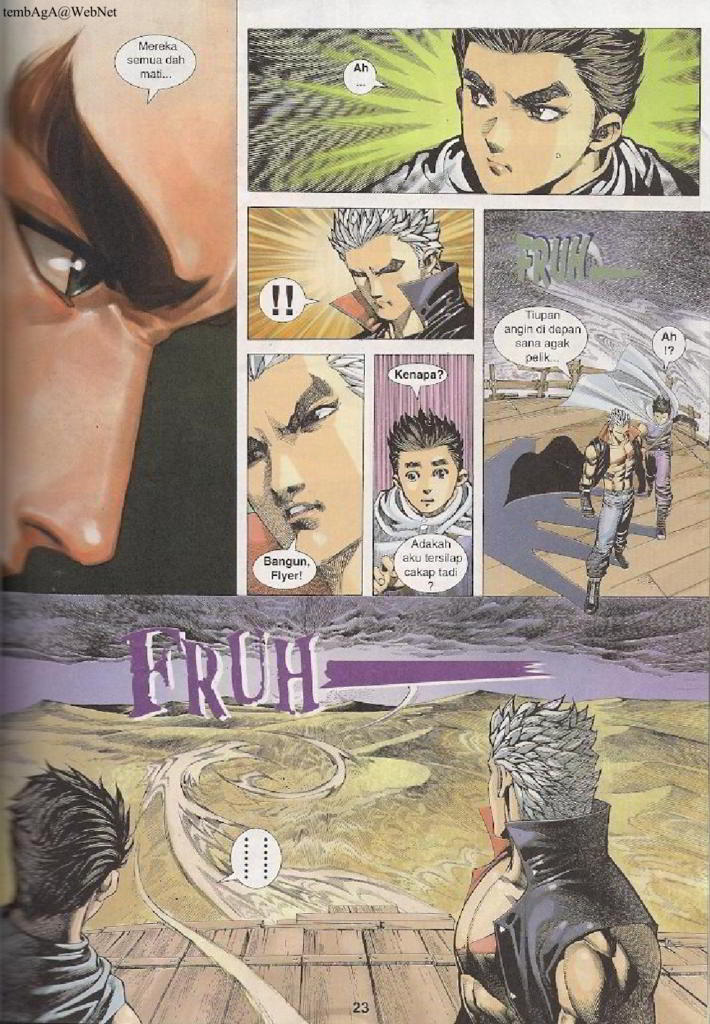 tembAgA@WebNet
Mereka
semua dah
mati...
Ah
...
!!
Bangun,
Flyer!
Kenapa?
Adakah
aku tersilap
cakap tadi
?
FRUH
Tiupan
angin di depan
sana agak
pelik...
Ah
!?
FRUH
23